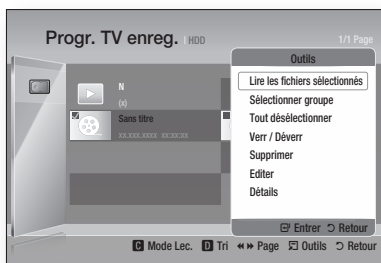 Progr. TV enreg. | HDD 1/1 Page
Outils
Lire les fichiers sélectionnés
Sélectionner groupe
Tout désélectionner
Verr / Déverr
Supprimer
Editer
Détails
Entrer Retour
N
(x)
Sans titre
xx.xxx.xxxx xx:xx:xx
C Mode Lec. D Tri Page Outils Retour